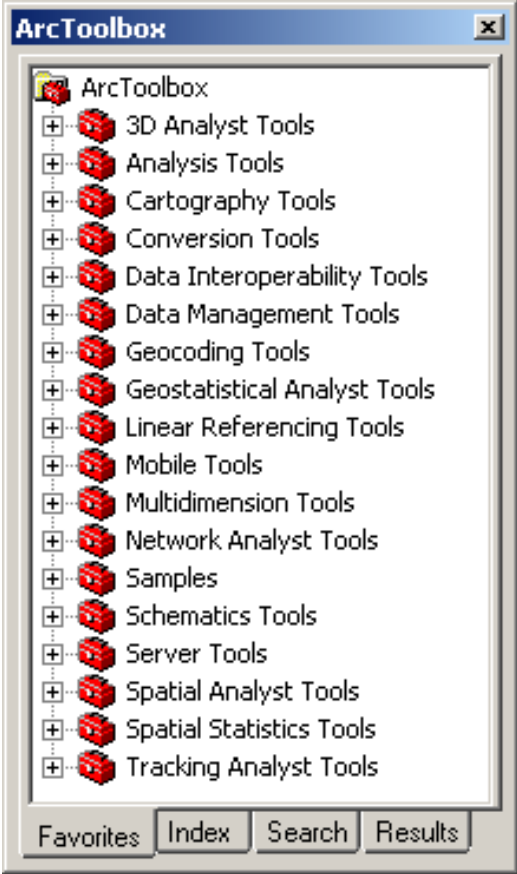 ArcToolbox
ArcToolbox
3D Analyst Tools
Analysis Tools
Cartography Tools
Conversion Tools
Data Interoperability Tools
Data Management Tools
Geocoding Tools
Geostatistical Analyst Tools
Linear Referencing Tools
Mobile Tools
Multidimension Tools
Network Analyst Tools
Samples
Schematics Tools
Server Tools
Spatial Analyst Tools
Spatial Statistics Tools
Tracking Analyst Tools
Favorites Index Search Results